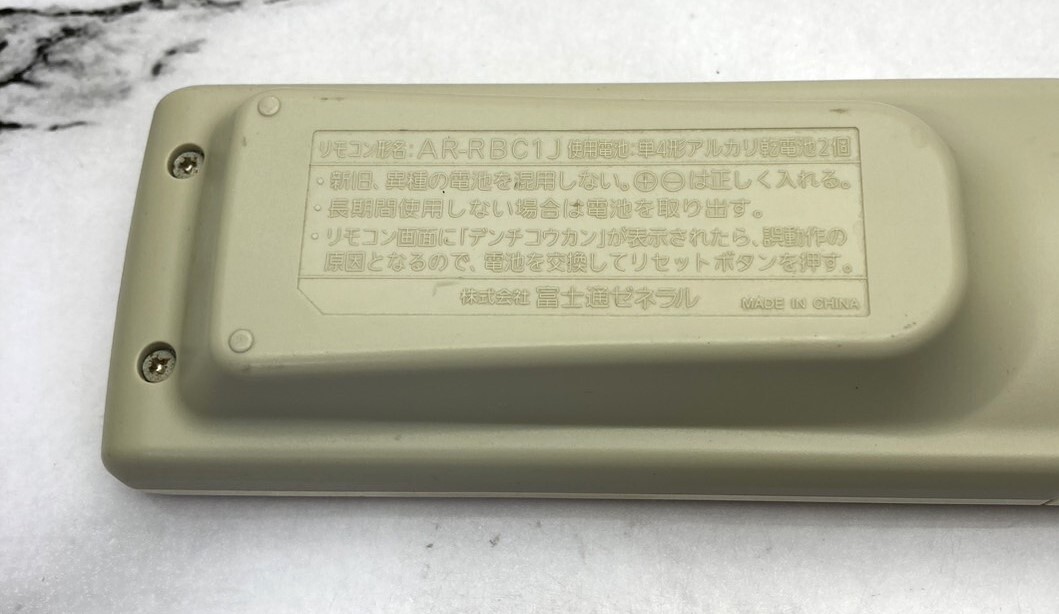 リモコン形名:AR-RBC1J 使用電池:単4形アルカリ乾電池2個
・新旧、異種の電池を混用しない。⊕⊖は正しく入れる。
・長期間使用しない場合は電池を取り出す。
・リモコン画面に「デンチコウカン」が表示されたら、誤動作の
原因となるので、電池を交換してリセットボタンを押す。
株式会社 富士通ゼネラル MADE IN CHINA